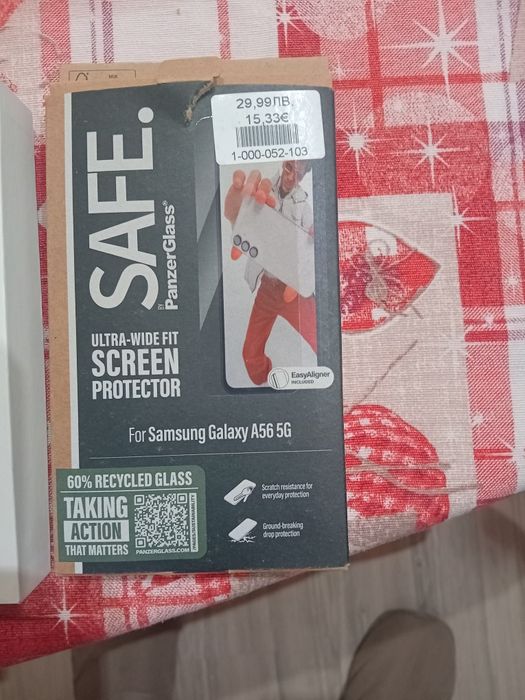 29,99ЛВ.
15,33€
1-000-052-103
SAFE.
BY PanzerGlass®
ULTRA-WIDE FIT
SCREEN
PROTECTOR
EasyAligner
INCLUDED
For Samsung Galaxy A56 5G
60% RECYCLED GLASS
TAKING
ACTION
THAT MATTERS
PANZERGLASS.COM
Scratch resistance for
everyday protection
Ground-breaking
drop protection